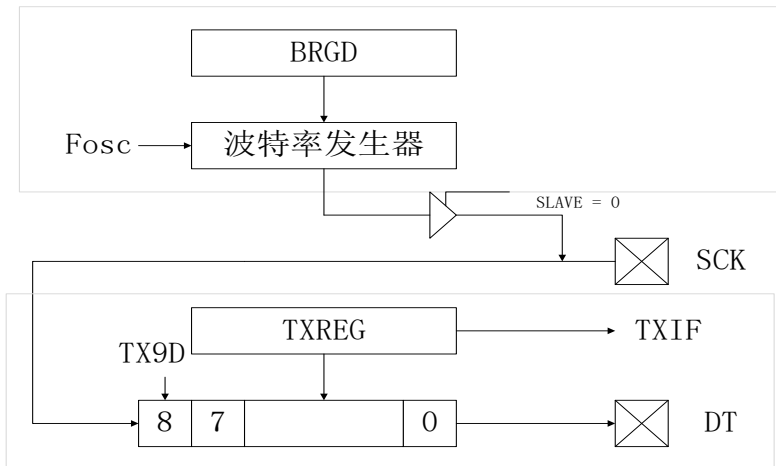 BRGD
Fosc
波特率发生器
SLAVE = 0
SCK
TXREG
TXIF
TX9D
8
7
0
DT